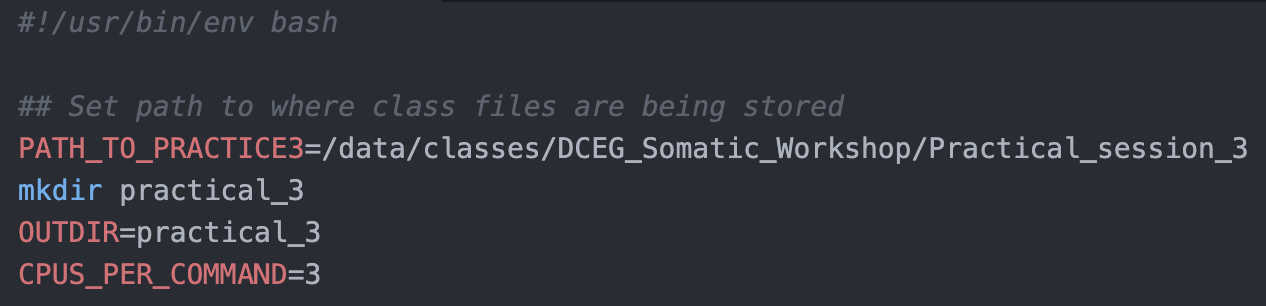 #!/usr/bin/env bash
## Set path to where class files are being stored
PATH_TO_PRACTICE3=/data/classes/DCEG_Somatic_Workshop/Practical_session_3
mkdir practical_3
OUTDIR=practical_3
CPUS_PER_COMMAND=3